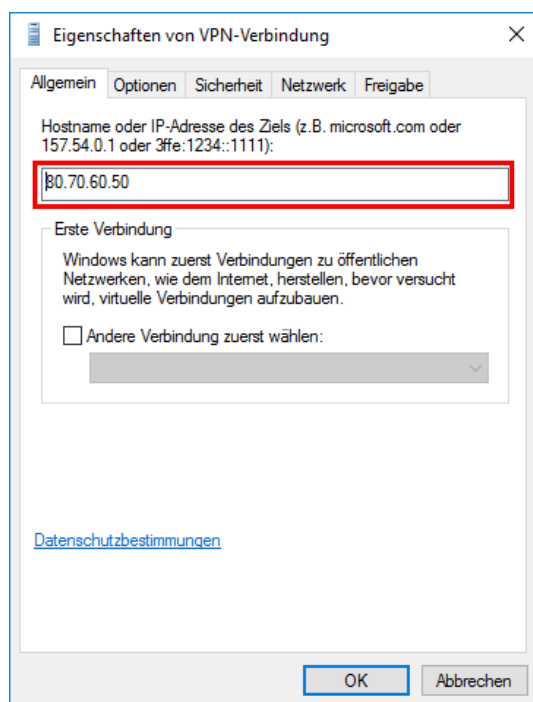 Eigenschaften von VPN-Verbindung
Allgemein Optionen Sicherheit Netzwerk Freigabe
Hostname oder IP-Adresse des Ziels (z.B. microsoft.com oder
157.54.0.1 oder 3ffe:1234::1111):
80.70.60.50
Erste Verbindung
Windows kann zuerst Verbindungen zu öffentlichen
Netzwerken, wie dem Internet, herstellen, bevor versucht
wird, virtuelle Verbindungen aufzubauen.
Andere Verbindung zuerst wählen:
Datenschutzbestimmungen
OK Abbrechen